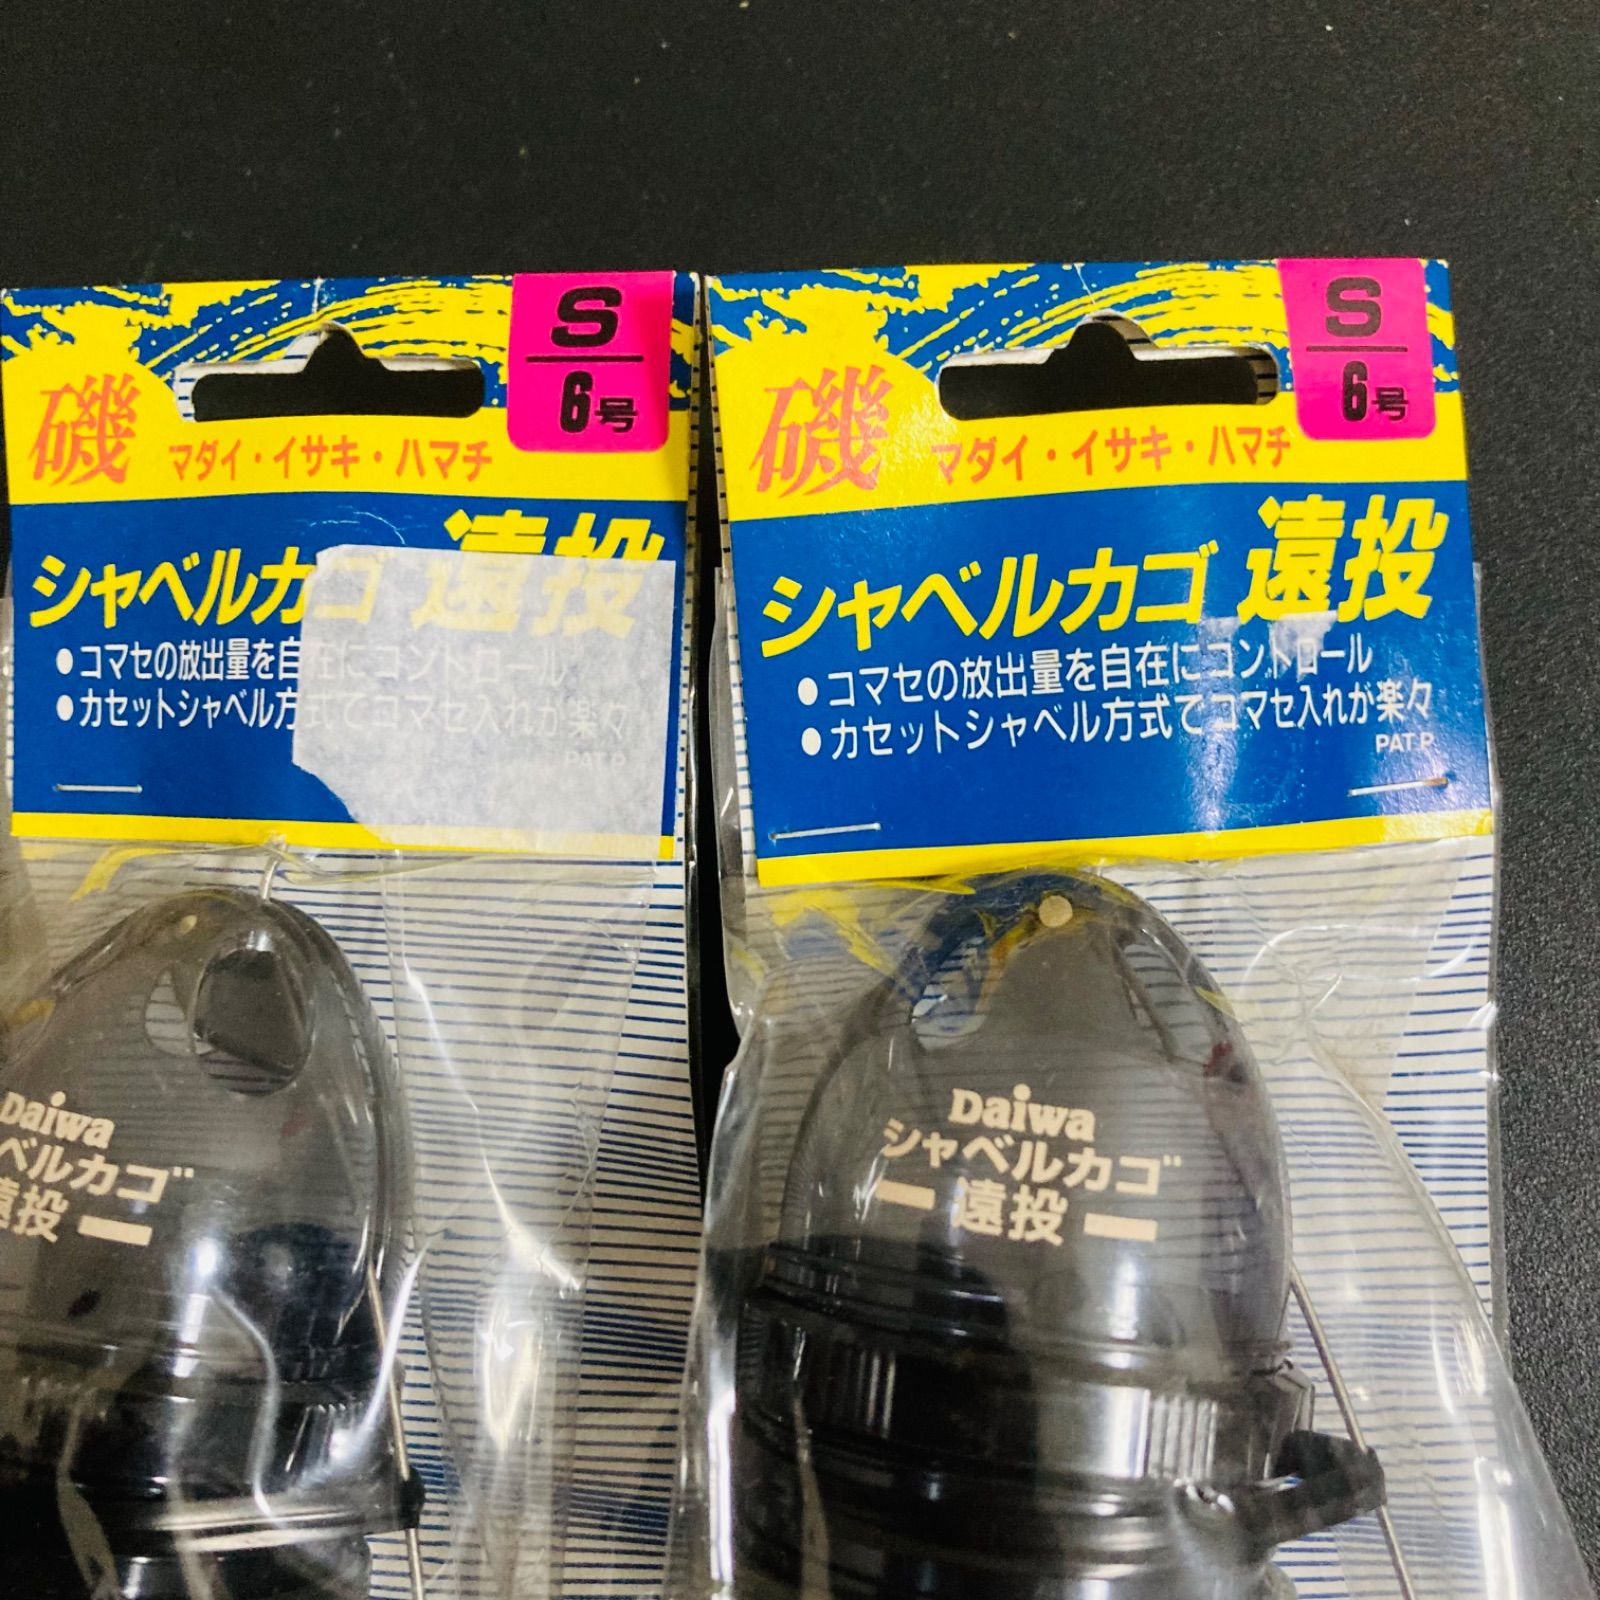 S
6号
磯
マダイ・イサキ・ハマチ
シャベルカゴ 遠投
●コマセの放出量を自在にコントロール
●カセットシャベル方式でコマセ入れが楽々
PAT.P
Daiwa
ベルカゴ
遠投
S
6号
磯
マダイ・イサキ・ハマチ
シャベルカゴ 遠投
●コマセの放出量を自在にコントロール
●カセットシャベル方式でコマセ入れが楽々
PAT.P
Daiwa
シャベルカゴ
遠投